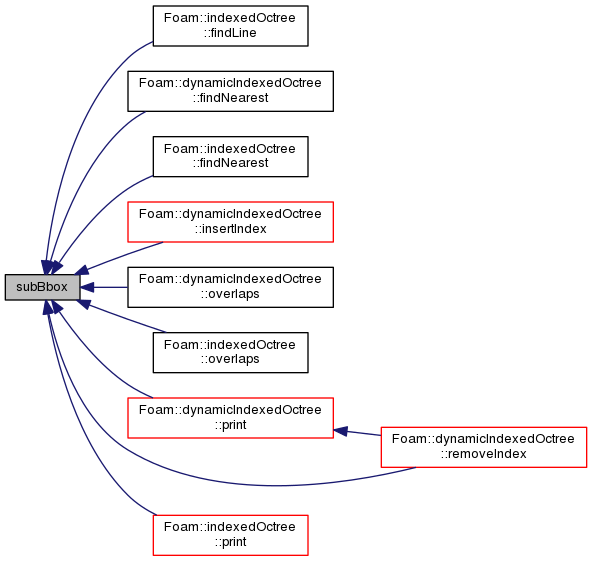 Foam::indexedOctree
::findLine
Foam::dynamicIndexedOctree
::findNearest
Foam::indexedOctree
::findNearest
Foam::dynamicIndexedOctree
::insertIndex
subBbox
Foam::dynamicIndexedOctree
::overlaps
Foam::indexedOctree
::overlaps
Foam::dynamicIndexedOctree
::print
Foam::dynamicIndexedOctree
::removeIndex
Foam::indexedOctree
::print